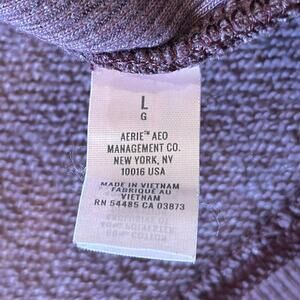 L
G
AERIE™ AEO
MANAGEMENT CO.
NEW YORK, NY
10016 USA
MADE IN VIETNAM
FABRIQUÉ AU
VIETNAM
RN 54485 CA 03873